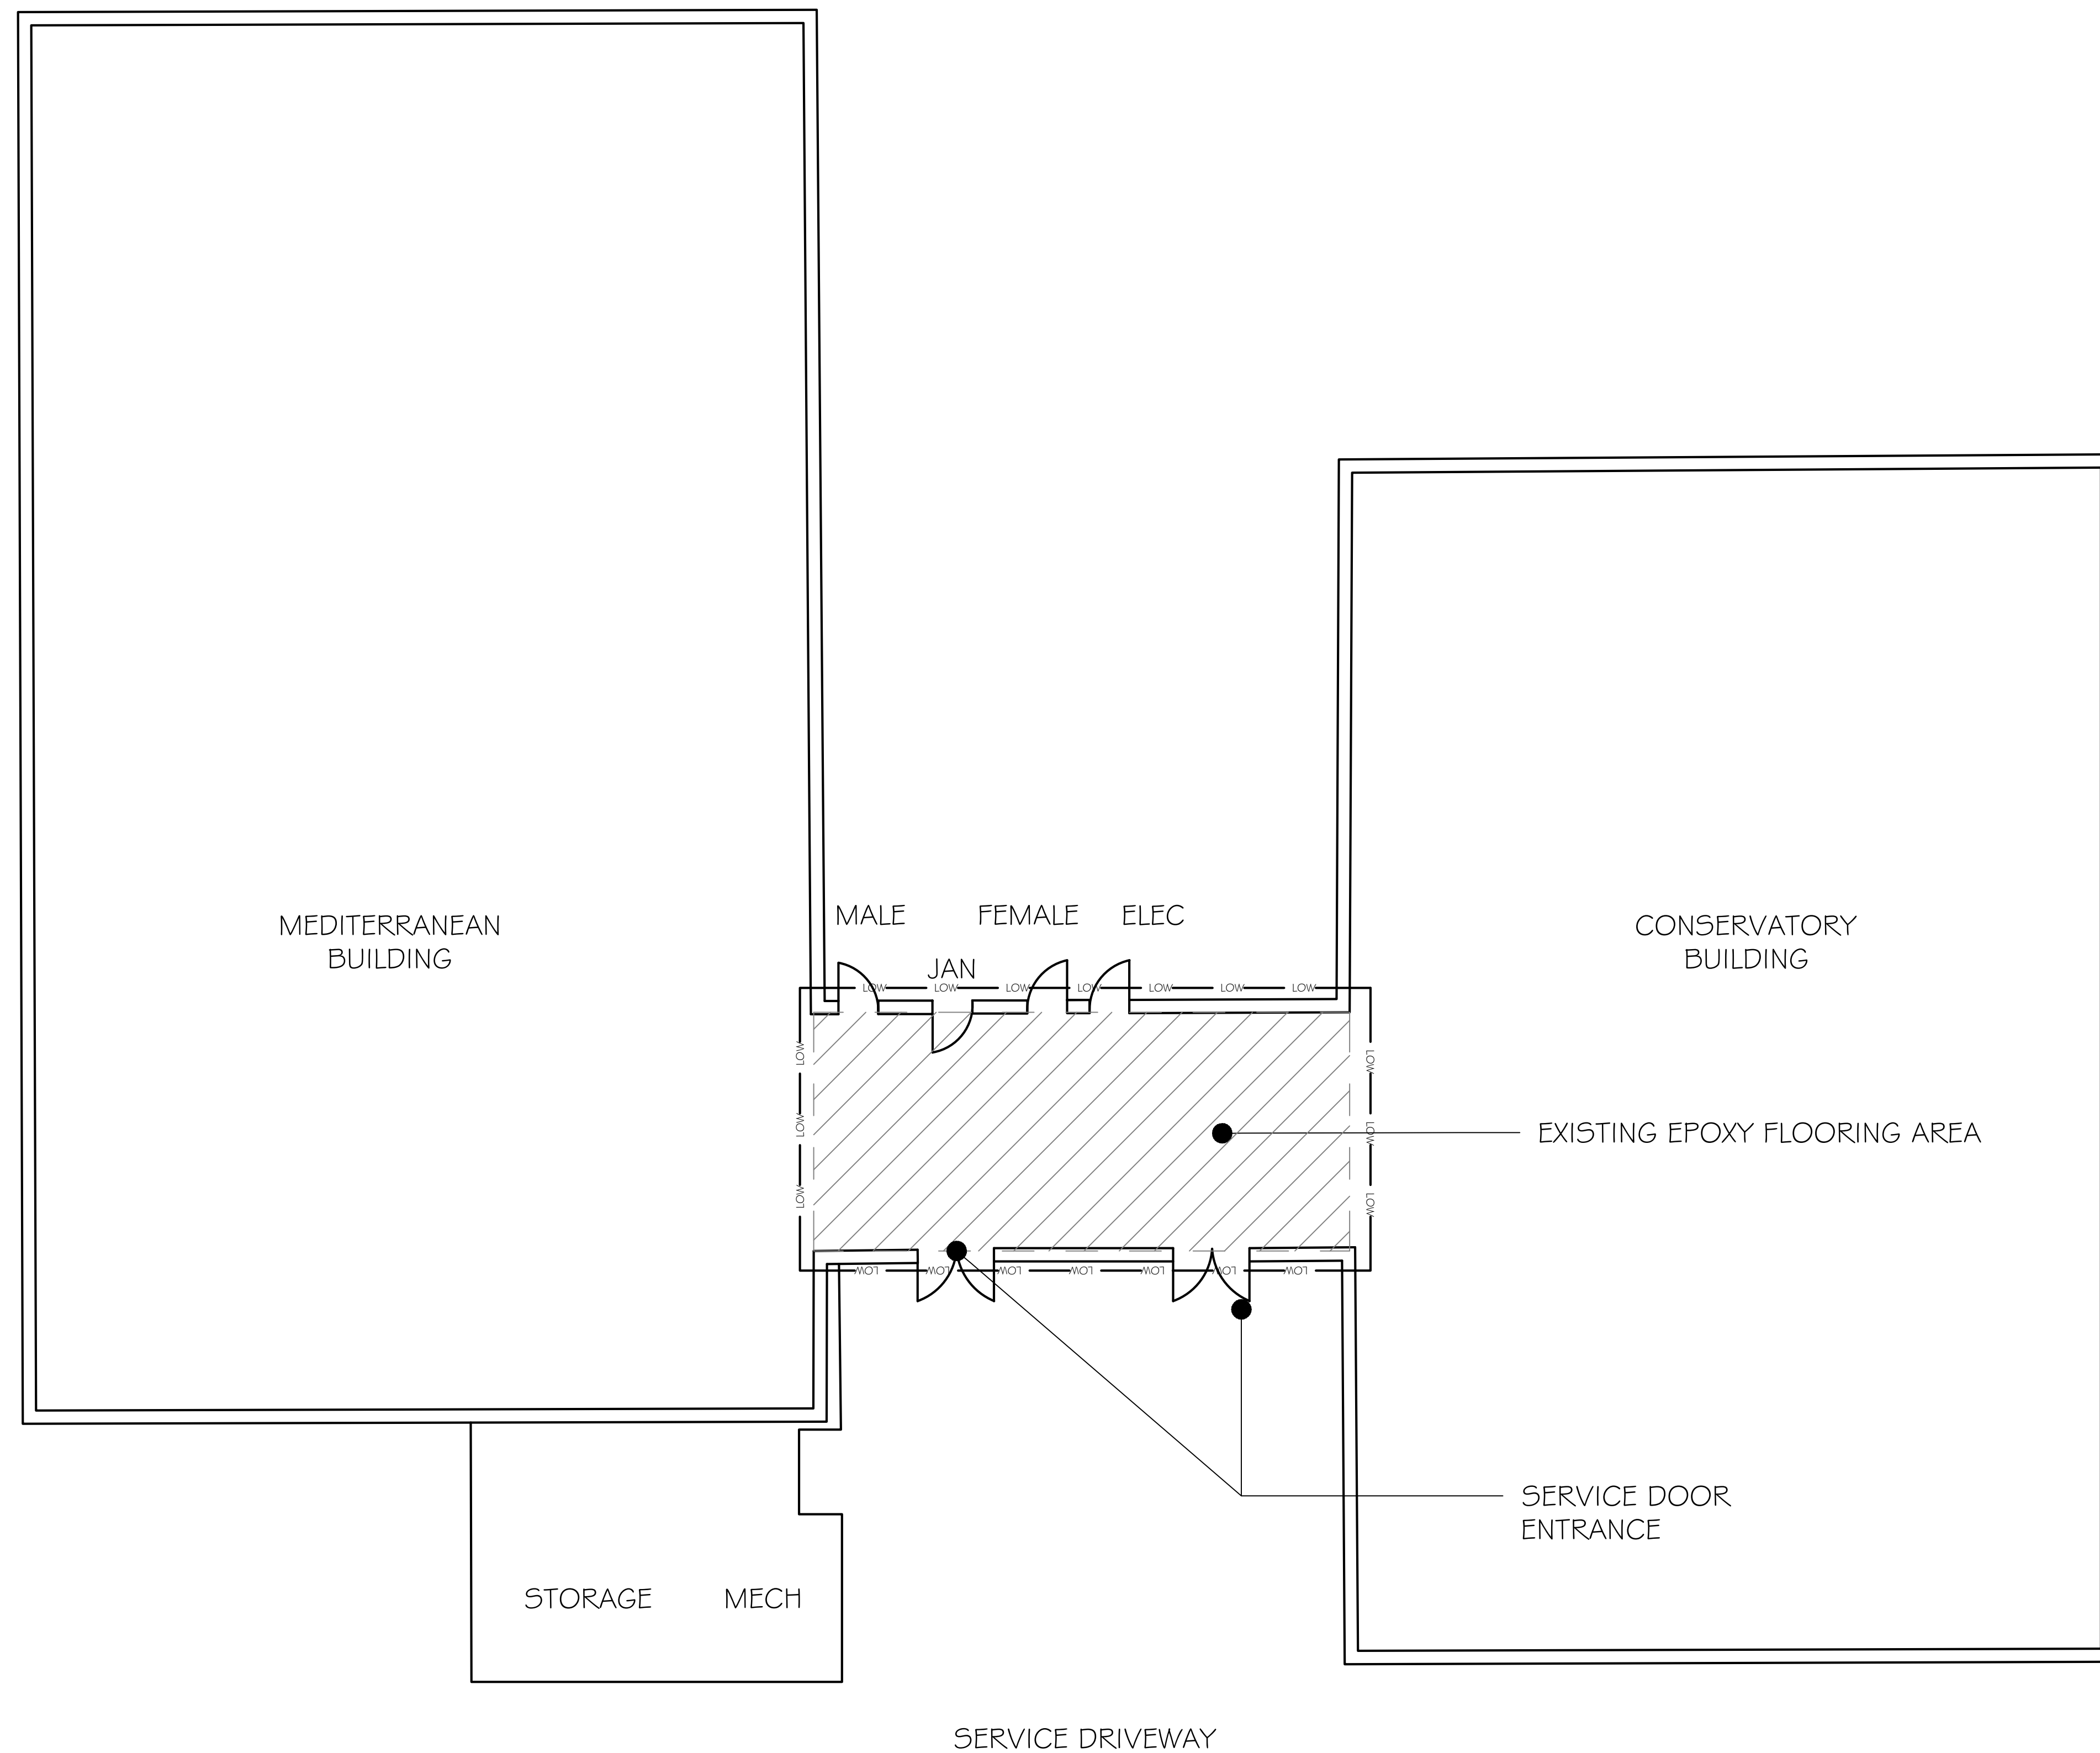 MALE FEMALE ELEC
MEDITERRANEAN
BUILDING
CONSERVATORY
BUILDING
JAN
LOW LOW LOW LOW LOW LOW LOW
LOW
LOW
LOW
LOW
LOW
LOW
EXISTING EPOXY FLOORING AREA
LOW LOW LOW LOW LOW LOW LOW
SERVICE DOOR
ENTRANCE
STORAGE MECH
SERVICE DRIVEWAY